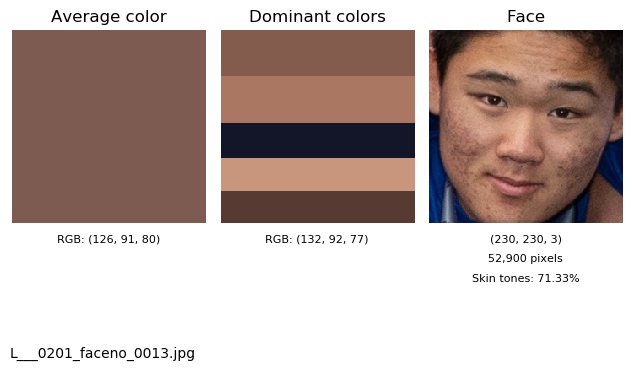 Average color
Dominant colors
Face
RGB: (126, 91, 80)
RGB: (132, 92, 77)
(230, 230, 3)
52,900 pixels
Skin tones: 71.33%
L___0201_faceno_0013.jpg